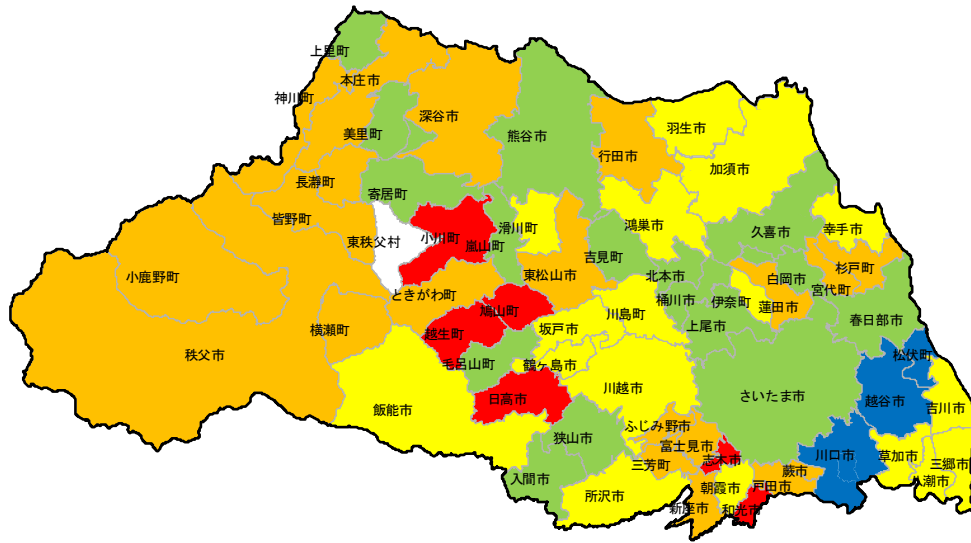 上里町
本庄市
神川町
美里町
深谷市
熊谷市
行田市
羽生市
加須市
長瀞町
寄居町
皆野町
東秩父村
小川町
嵐山町
滑川町
吉見町
鴻巣市
久喜市
幸手市
小鹿野町
ときがわ町
東松山市
北本市
桶川市
伊奈町
白岡市
蓮田市
杉戸町
宮代町
秩父市
横瀬町
越生町
鳩山町
毛呂山町
坂戸市
鶴ヶ島市
川島町
上尾市
春日部市
松伏町
飯能市
日高市
川越市
さいたま市
越谷市
吉川市
狭山市
入間市
所沢市
ふじみ野市
富士見市
三芳町
志木市
朝霞市
新座市
和光市
戸田市
蕨市
川口市
草加市
三郷市
八潮市